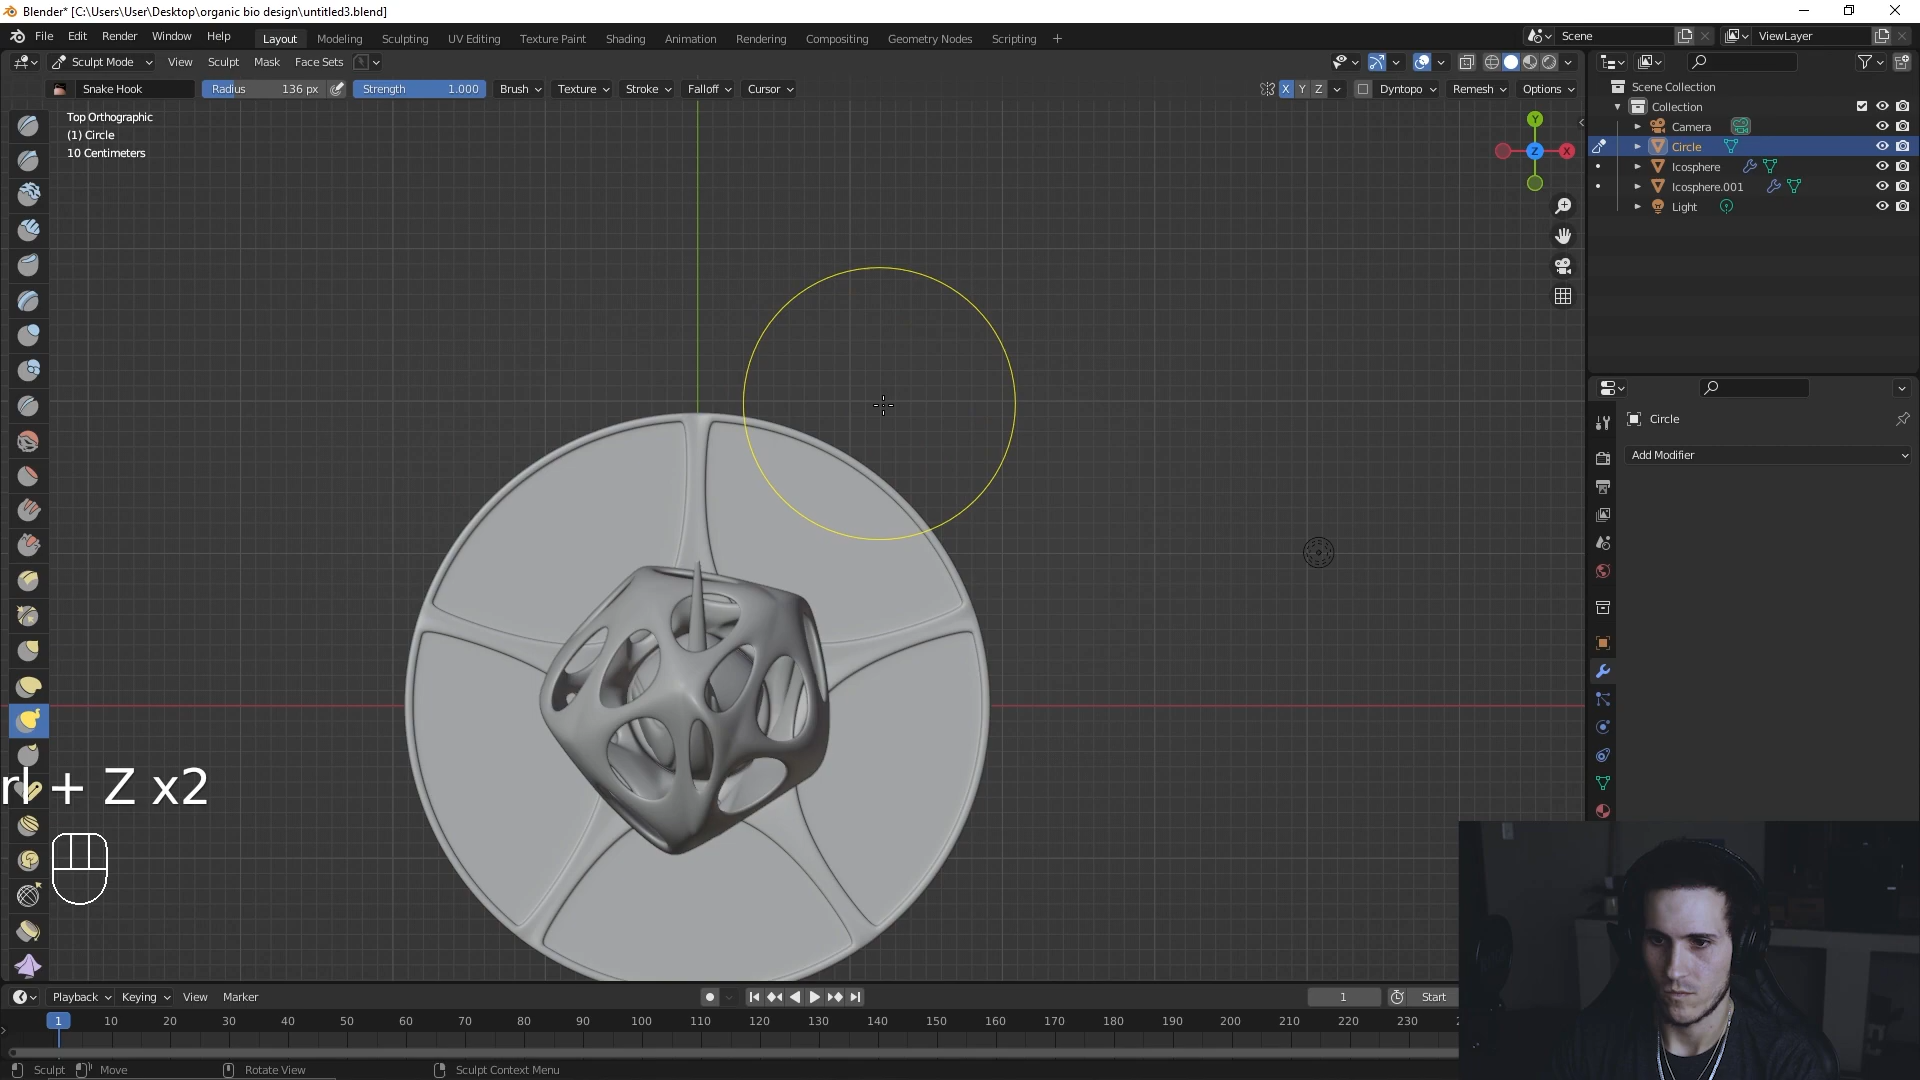 Blender* [C:\Users\User\Desktop\organic bio design\untitled3.blend]
File Edit Render Window Help Layout Modeling Sculpting UV Editing Texture Paint Shading Animation Rendering Compositing Geometry Nodes Scripting + Scene ViewLayer
Sculpt Mode View Sculpt Mask Face Sets
Snake Hook Radius 136 px Strength 1.000 Brush Texture Stroke Falloff Cursor X Y Z Dyntopo Remesh Options
Top Orthographic
(1) Circle
10 Centimeters
Y
Z X
Scene Collection
Collection
Camera
Circle
Icosphere
Icosphere.001
Light
Circle
Add Modifier
rl + Z x2
Playback Keying View Marker 1 Start
1 10 20 30 40 50 60 70 80 90 100 110 120 130 140 150 160 170 180 190 200 210 220 230
Sculpt Move Rotate View Sculpt Context Menu